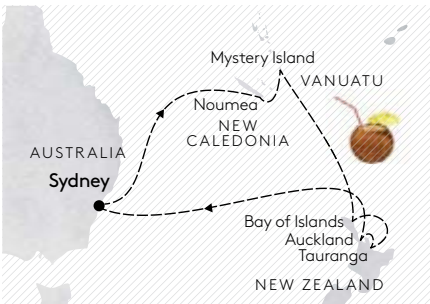 Mystery Island
VANUATU
Noumea
NEW
CALEDONIA
AUSTRALIA
Sydney
Bay of Islands
Auckland
Tauranga
NEW ZEALAND